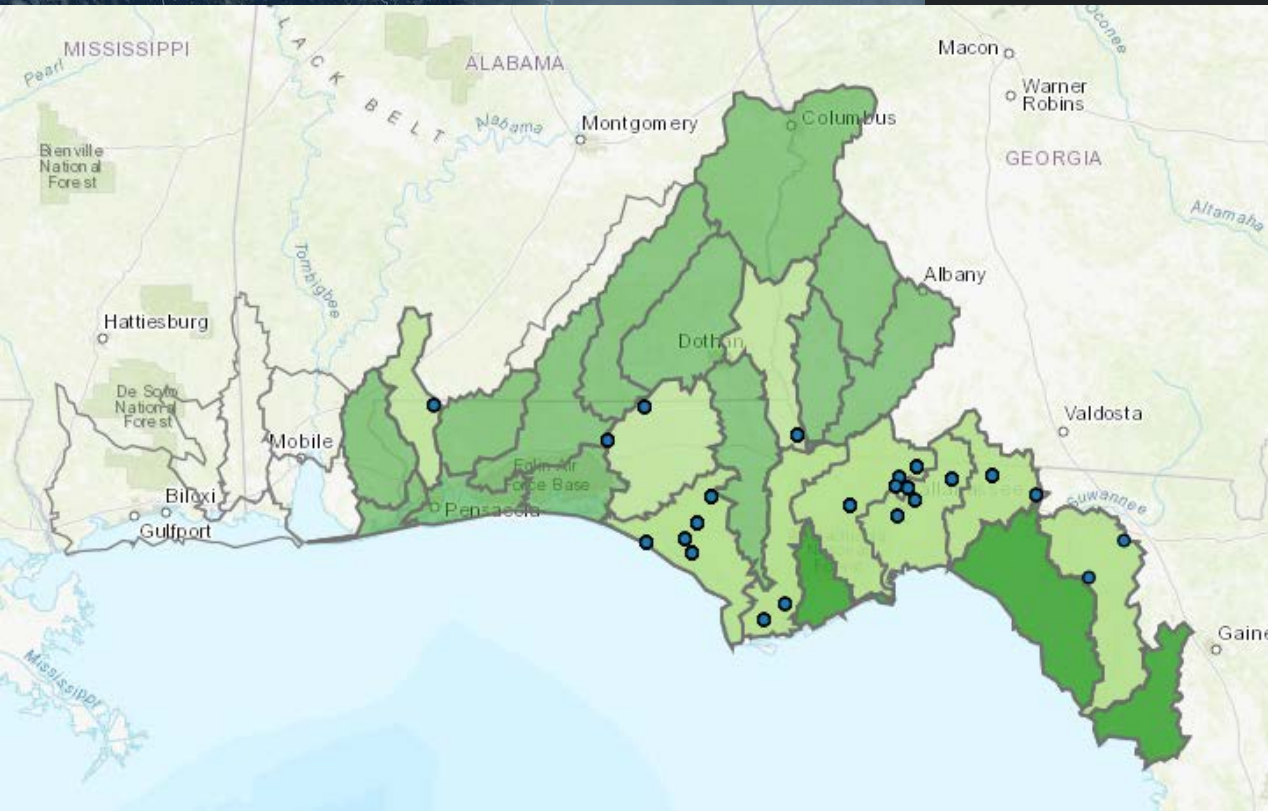 MISSISSIPPI
Pearl
BLACK BELT
ALABAMA
Alabama
Montgomery
Columbus
Macon
Oconee
Warner
Robins
GEORGIA
Altamaha
Bienville
National
Forest
Tombigbee
Albany
Hattiesburg
Dothan
De Soto
National
Forest
Mobile
Valdosta
Eglin Air
Force Base
Biloxi
Gulfport
Pensacola
Suwannee
Gaine
Mississippi